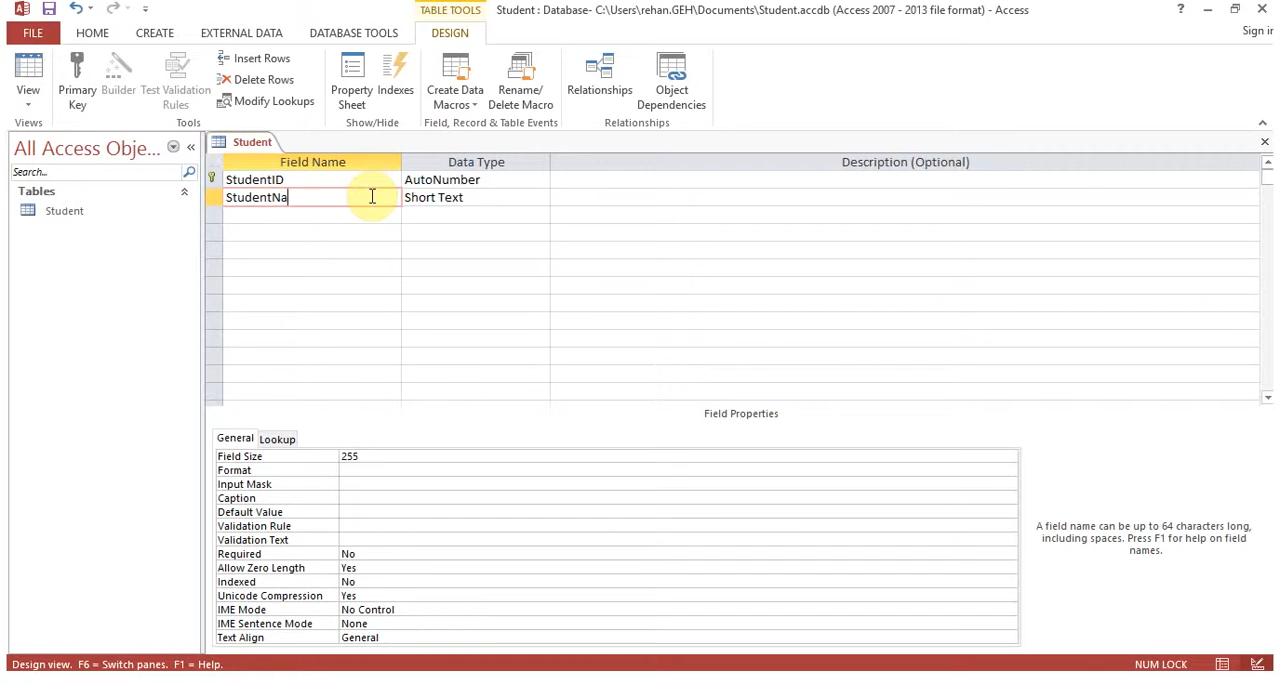 TABLE TOOLS
Student : Database- C:\Users\rehan.GEH\Documents\Student.accdb (Access 2007 - 2013 file format) - Access
?
FILE HOME CREATE EXTERNAL DATA DATABASE TOOLS DESIGN
Sign in
View
Primary Key
Builder
Test Validation Rules
Insert Rows
Delete Rows
Modify Lookups
Property Sheet
Indexes
Create Data Macros
Rename/ Delete Macro
Relationships
Object Dependencies
Views
Tools
Show/Hide
Field, Record & Table Events
Relationships
All Access Obje...
Search...
Tables
Student
Student
Field Name Data Type Description (Optional)
StudentID AutoNumber
StudentNa Short Text
Field Properties
General Lookup
Field Size 255
Format
Input Mask
Caption
Default Value
Validation Rule
Validation Text
Required No
Allow Zero Length Yes
Indexed No
Unicode Compression Yes
IME Mode No Control
IME Sentence Mode None
Text Align General
A field name can be up to 64 characters long,
including spaces. Press F1 for help on field
names.
Design view. F6 = Switch panes. F1 = Help.
NUM LOCK